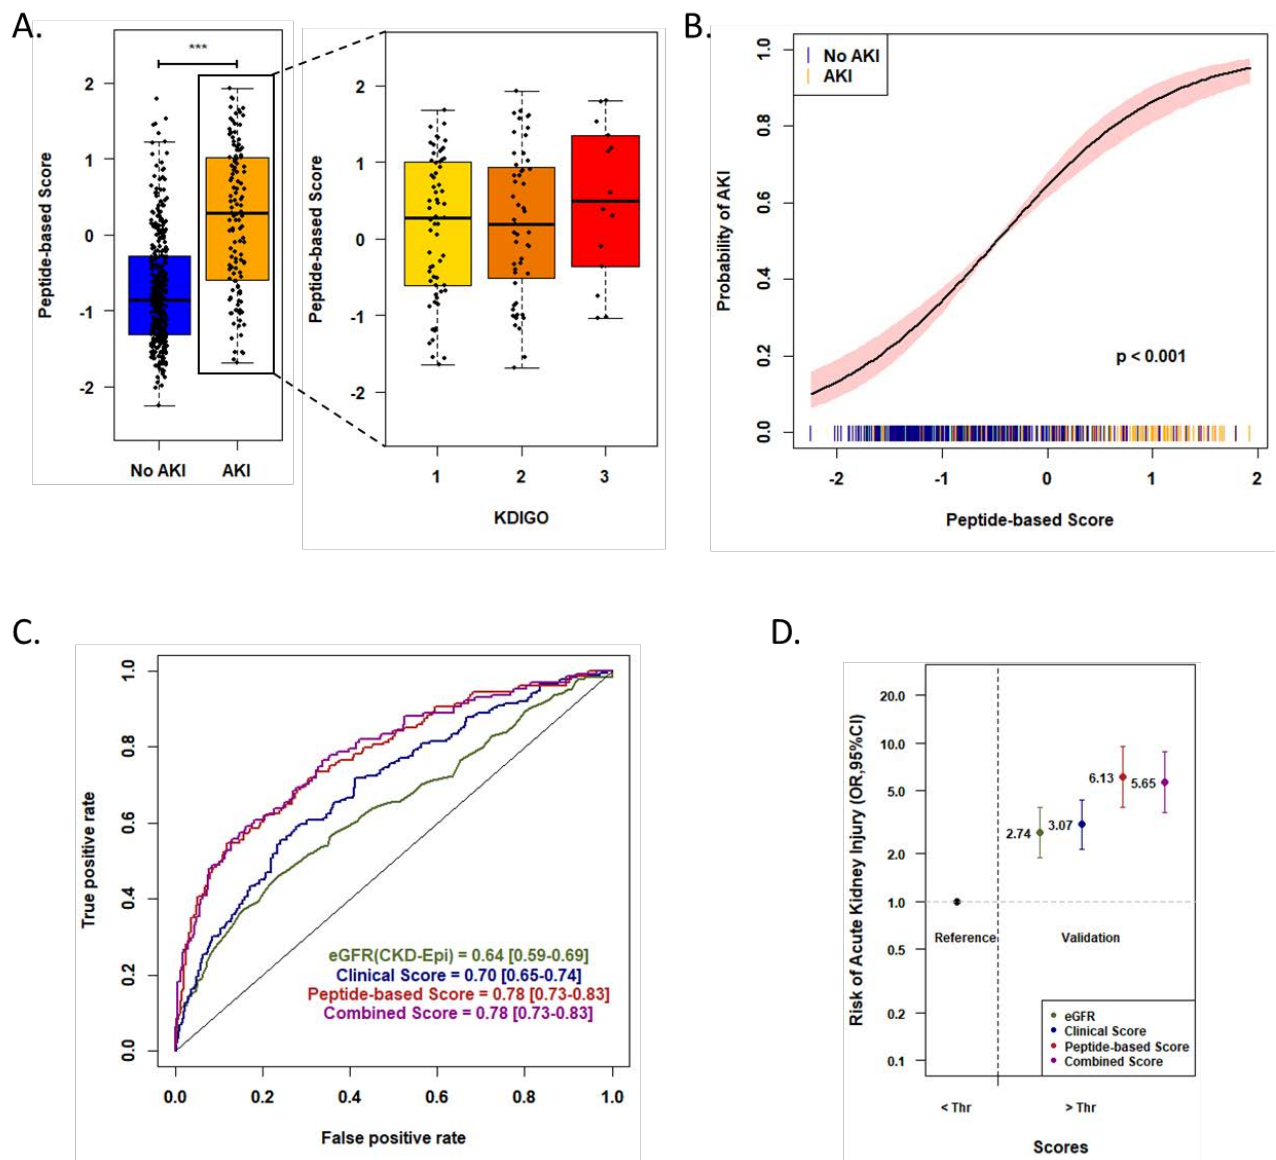 A.
***
Peptide-based Score
2
1
0
-1
-2
No AKI
AKI
Peptide-based Score
2
1
0
-1
-2
1
2
3
KDIGO
B.
No AKI
AKI
Probability of AKI
1.0
0.8
0.6
0.4
0.2
0.0
p < 0.001
-2
-1
0
1
2
Peptide-based Score
C.
True positive rate
1.0
0.8
0.6
0.4
0.2
0.0
eGFR(CKD-Epi) = 0.64 [0.59-0.69]
Clinical Score = 0.70 [0.65-0.74]
Peptide-based Score = 0.78 [0.73-0.83]
Combined Score = 0.78 [0.73-0.83]
0.0
0.2
0.4
0.6
0.8
1.0
False positive rate
D.
Risk of Acute Kidney Injury (OR,95%CI)
20.0
10.0
5.0
2.0
1.0
0.5
0.2
0.1
2.74
3.07
6.13
5.65
Reference
Validation
eGFR
Clinical Score
Peptide-based Score
Combined Score
< Thr
> Thr
Scores